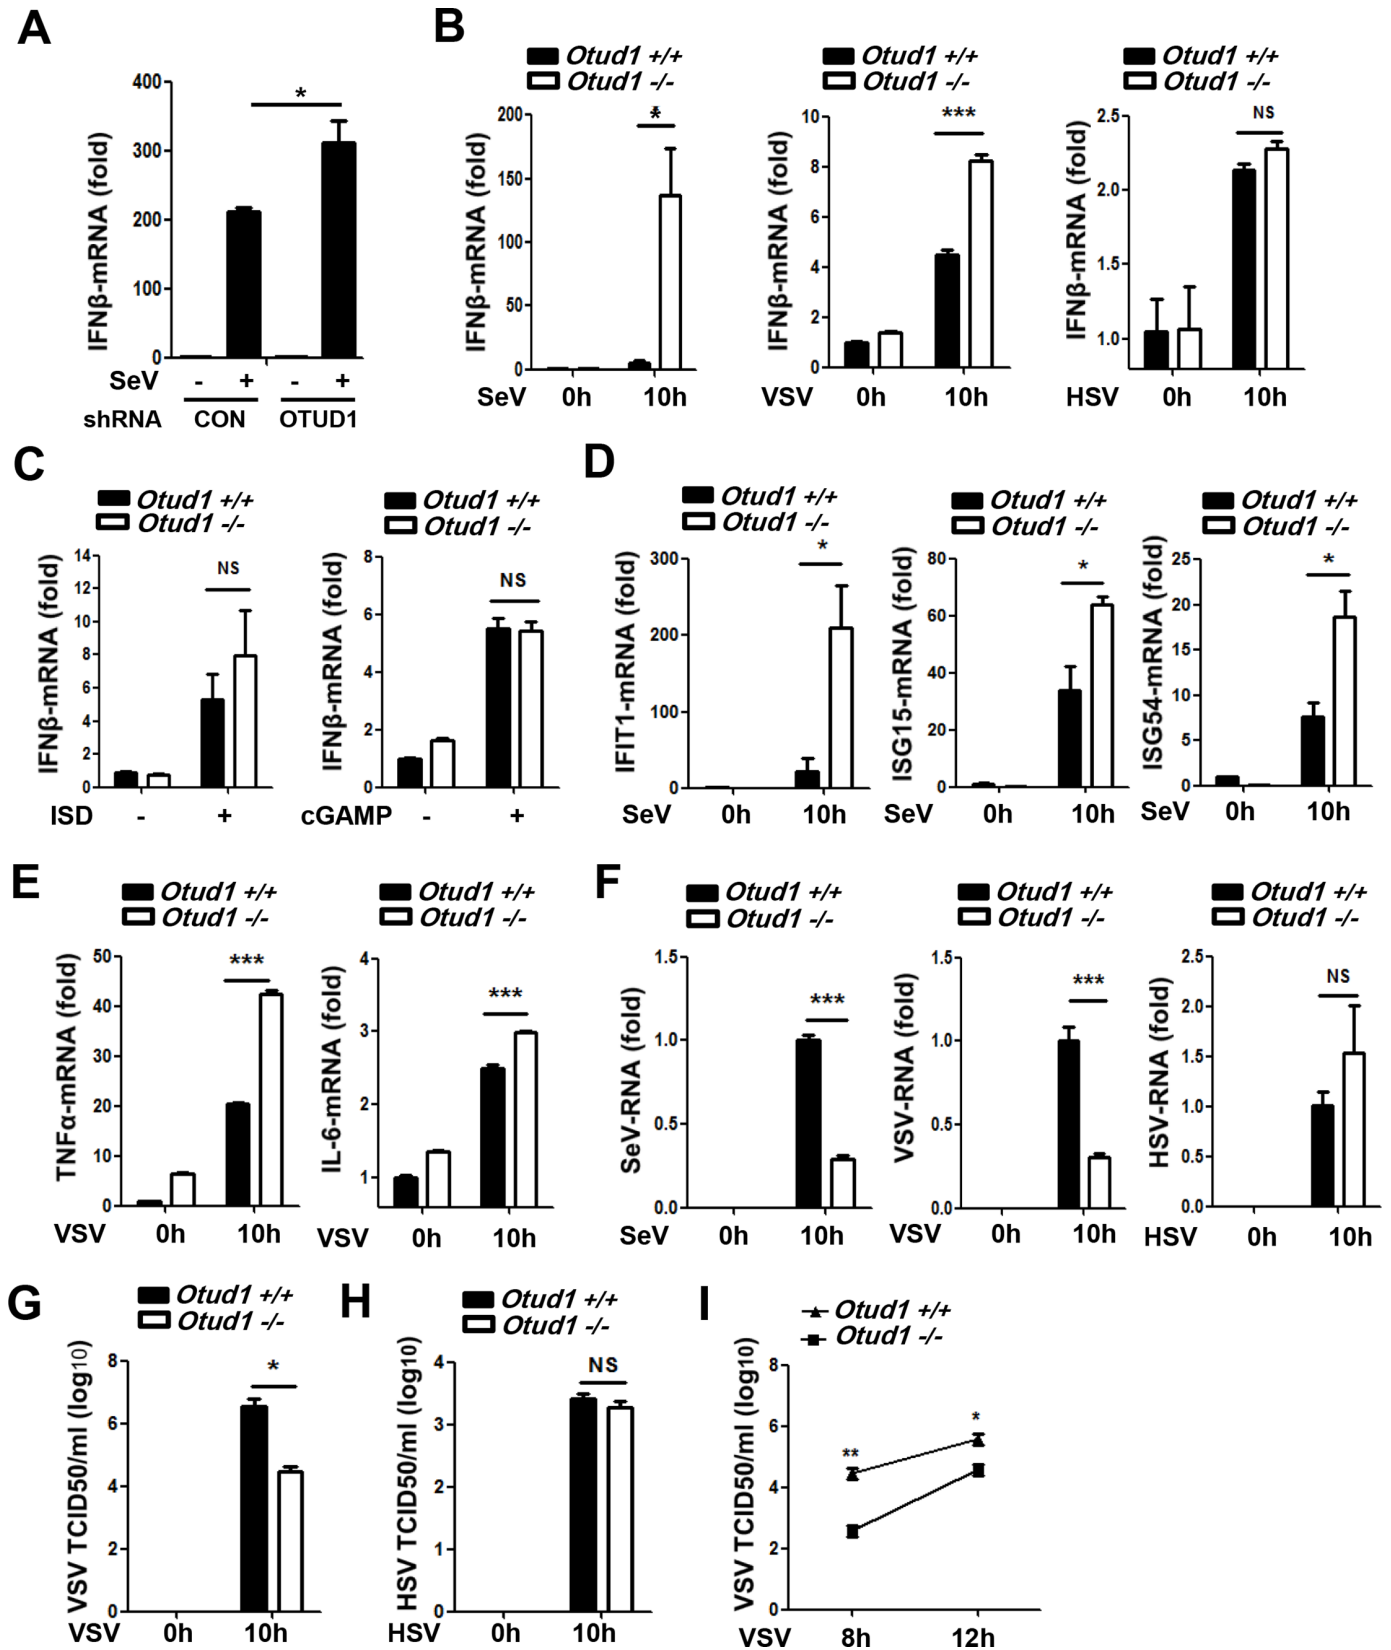 A
IFNβ-mRNA (fold)
400
300
200
100
0
*
SeV - + - +
shRNA CON OTUD1
B
Otud1 +/+
Otud1 -/-
IFNβ-mRNA (fold)
200
150
100
50
0
*
SeV 0h 10h
Otud1 +/+
Otud1 -/-
IFNβ-mRNA (fold)
10
8
6
4
2
0
***
VSV 0h 10h
Otud1 +/+
Otud1 -/-
IFNβ-mRNA (fold)
2.5
2.0
1.5
1.0
NS
HSV 0h 10h
C
Otud1 +/+
Otud1 -/-
IFNβ-mRNA (fold)
14
12
10
8
6
4
2
0
NS
ISD - +
Otud1 +/+
Otud1 -/-
IFNβ-mRNA (fold)
8
6
4
2
0
NS
cGAMP - +
D
Otud1 +/+
Otud1 -/-
IFIT1-mRNA (fold)
300
200
100
0
*
SeV 0h 10h
Otud1 +/+
Otud1 -/-
ISG15-mRNA (fold)
80
60
40
20
0
*
SeV 0h 10h
Otud1 +/+
Otud1 -/-
ISG54-mRNA (fold)
25
20
15
10
5
0
*
SeV 0h 10h
E
Otud1 +/+
Otud1 -/-
TNFα-mRNA (fold)
50
40
30
20
10
0
***
VSV 0h 10h
Otud1 +/+
Otud1 -/-
IL-6-mRNA (fold)
4
3
2
1
***
VSV 0h 10h
F
Otud1 +/+
Otud1 -/-
SeV-RNA (fold)
1.5
1.0
0.5
0.0
***
SeV 0h 10h
Otud1 +/+
Otud1 -/-
VSV-RNA (fold)
1.5
1.0
0.5
0.0
***
VSV 0h 10h
Otud1 +/+
Otud1 -/-
HSV-RNA (fold)
2.5
2.0
1.5
1.0
0.5
0.0
NS
HSV 0h 10h
G
Otud1 +/+
Otud1 -/-
VSV TCID50/ml (log10)
8
6
4
2
0
*
VSV 0h 10h
H
Otud1 +/+
Otud1 -/-
HSV TCID50/ml (log10)
4
3
2
1
0
NS
HSV 0h 10h
I
Otud1 +/+
Otud1 -/-
VSV TCID50/ml (log10)
8
6
4
2
0
**
*
VSV 8h 12h